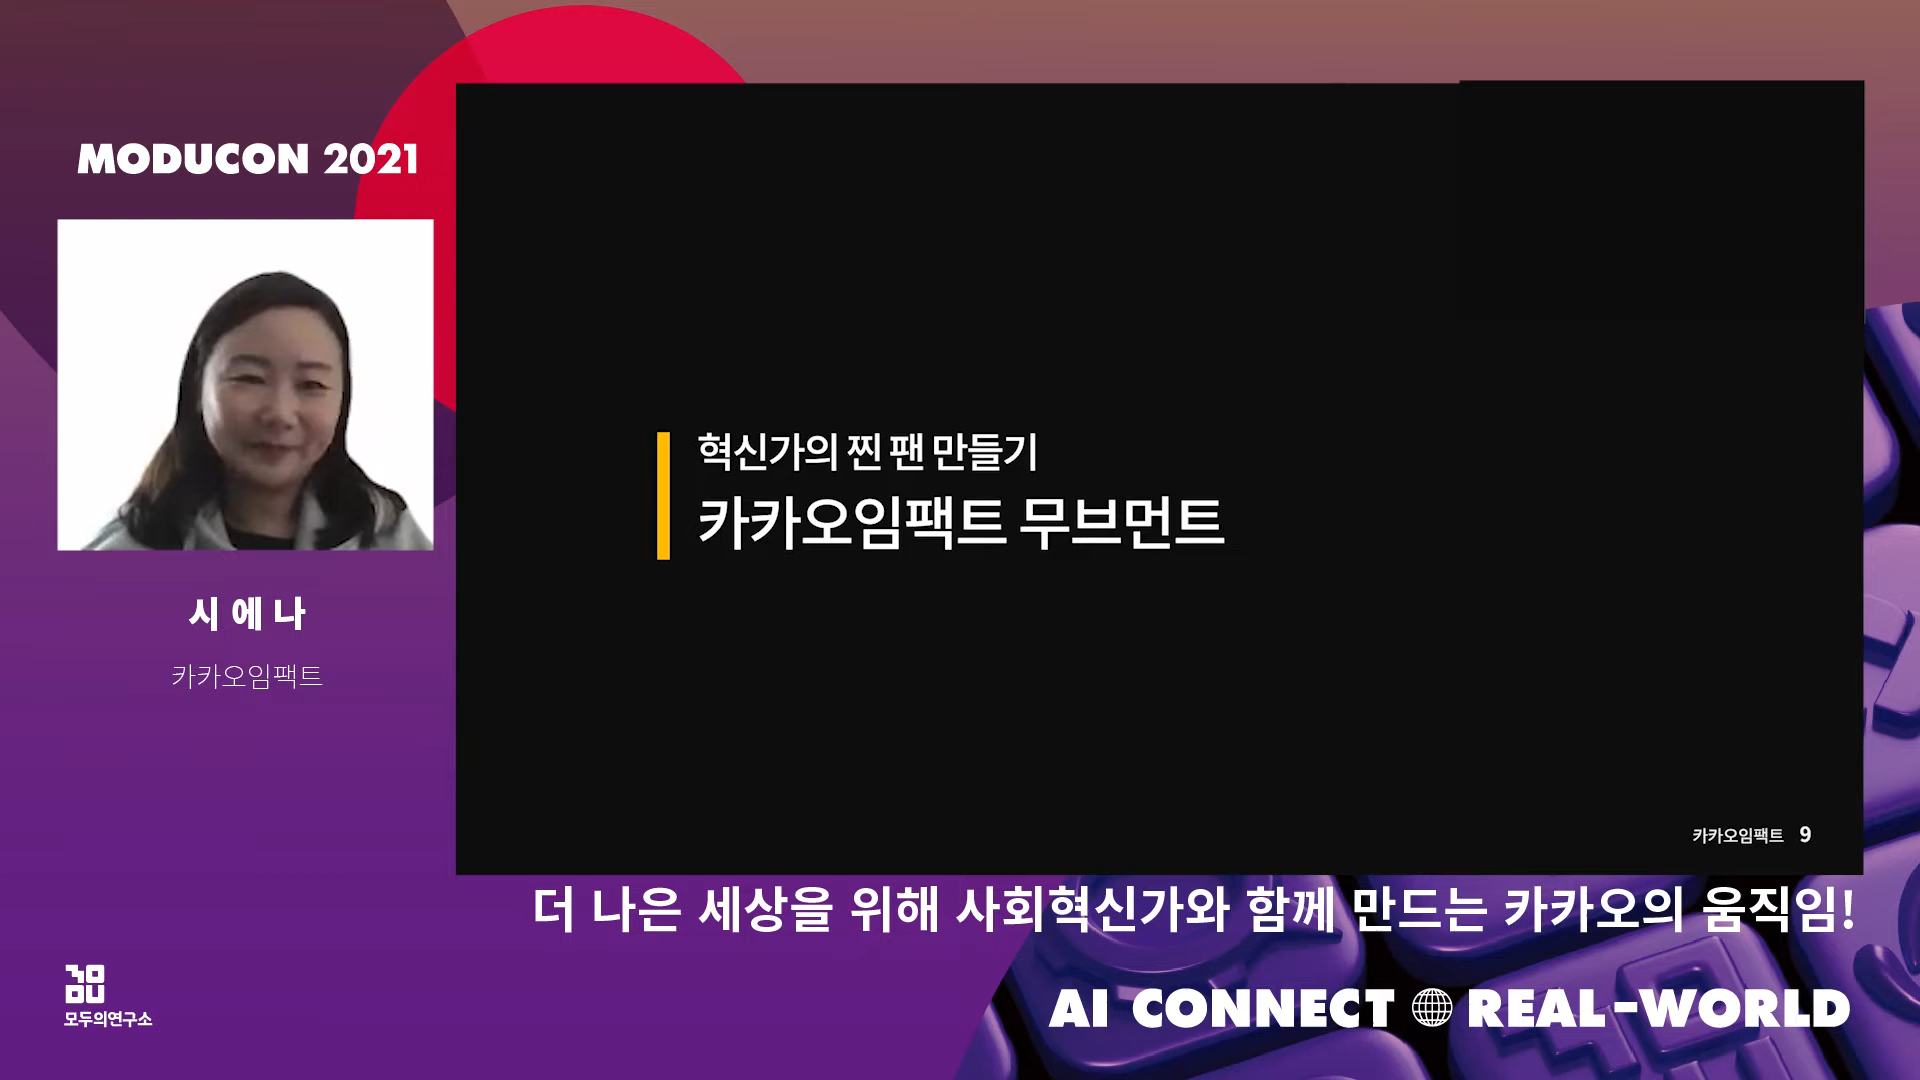 MODUCON 2021
시에나
카카오임팩트
혁신가의 찐 팬 만들기
카카오임팩트 무브먼트
카카오임팩트 9
더 나은 세상을 위해 사회혁신가와 함께 만드는 카카오의 움직임!
모두의연구소
AI CONNECT REAL-WORLD